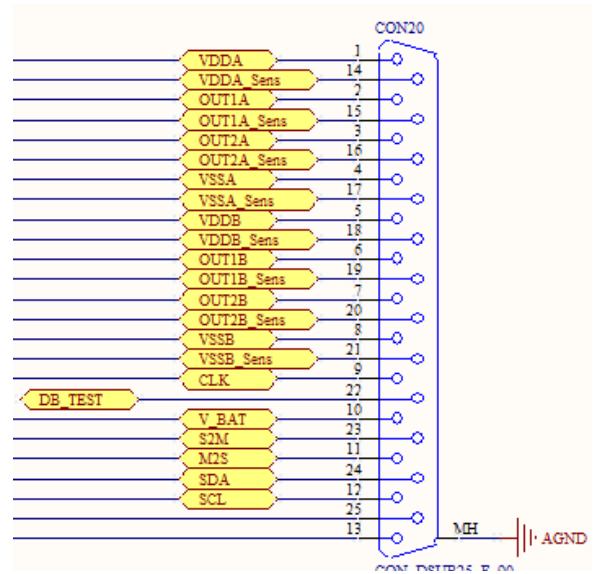 CON20
VDDA 1
VDDA_Sens 14
OUT1A 2
OUT1A_Sens 15
OUT2A 3
OUT2A_Sens 16
VSSA 4
VSSA_Sens 17
VDDB 5
VDDB_Sens 18
OUT1B 6
OUT1B_Sens 19
OUT2B 7
OUT2B_Sens 20
VSSB 8
VSSB_Sens 21
CLK 9
DB_TEST 22
V_BAT 10
S2M 23
M2S 11
SDA 24
SCL 12
25
13 MH AGND
CON_DSUB25_F_90